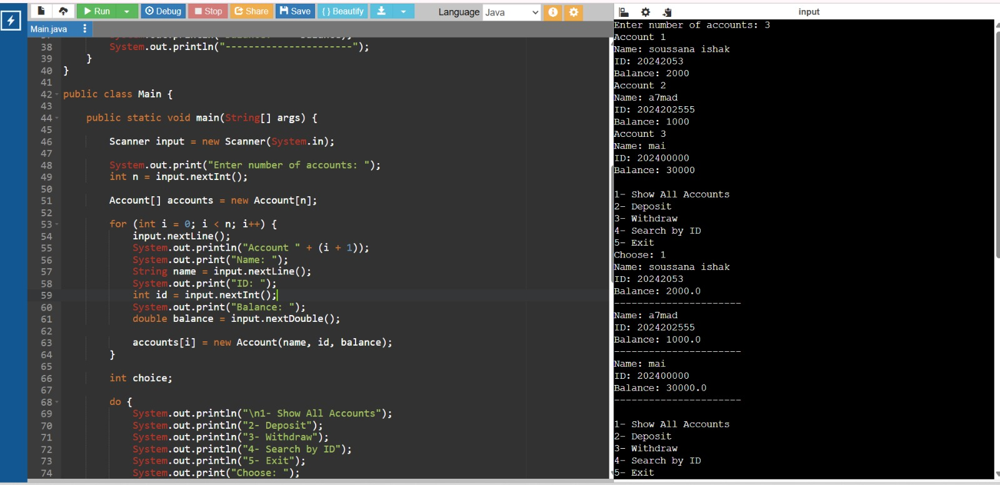 Run
Debug
Stop
Share
Save
{ } Beautify
Language Java
input
Main.java
38 System.out.println("----------------------");
39 }
40 }
41
42 public class Main {
43
44 public static void main(String[] args) {
45
46 Scanner input = new Scanner(System.in);
47
48 System.out.print("Enter number of accounts: ");
49 int n = input.nextInt();
50
51 Account[] accounts = new Account[n];
52
53 for (int i = 0; i < n; i++) {
54 input.nextLine();
55 System.out.println("Account " + (i + 1));
56 System.out.print("Name: ");
57 String name = input.nextLine();
58 System.out.print("ID: ");
59 int id = input.nextInt();
60 System.out.print("Balance: ");
61 double balance = input.nextDouble();
62
63 accounts[i] = new Account(name, id, balance);
64 }
65
66 int choice;
67
68 do {
69 System.out.println("\n1- Show All Accounts");
70 System.out.println("2- Deposit");
71 System.out.println("3- Withdraw");
72 System.out.println("4- Search by ID");
73 System.out.println("5- Exit");
74 System.out.print("Choose: ");
Enter number of accounts: 3
Account 1
Name: soussana ishak
ID: 20242053
Balance: 2000
Account 2
Name: a7mad
ID: 2024202555
Balance: 1000
Account 3
Name: mai
ID: 202400000
Balance: 30000
1- Show All Accounts
2- Deposit
3- Withdraw
4- Search by ID
5- Exit
Choose: 1
Name: soussana ishak
ID: 20242053
Balance: 2000.0
----------------------
Name: a7mad
ID: 2024202555
Balance: 1000.0
----------------------
Name: mai
ID: 202400000
Balance: 30000.0
----------------------
1- Show All Accounts
2- Deposit
3- Withdraw
4- Search by ID
5- Exit